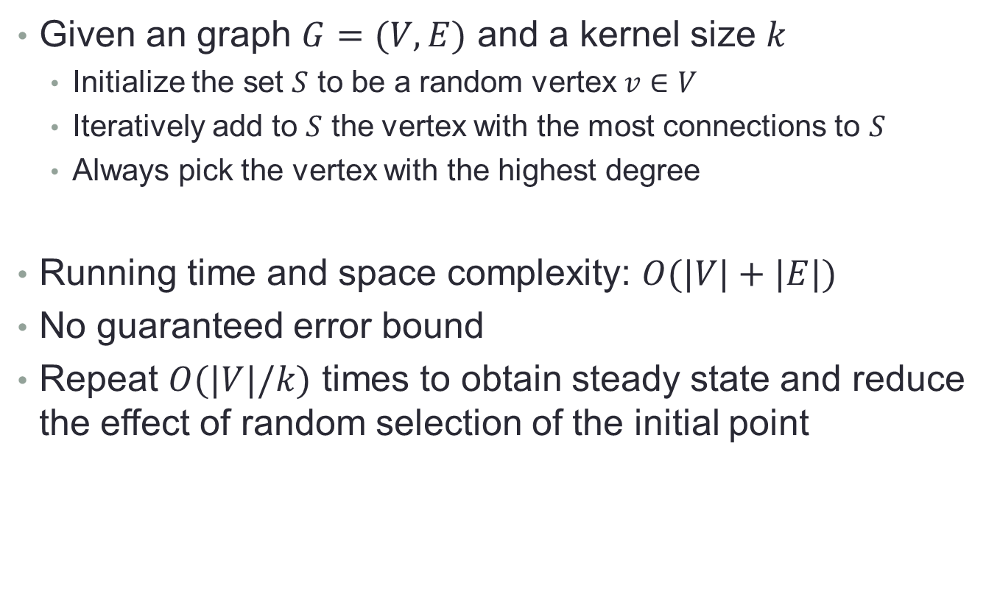 • Given an graph G = (V, E) and a kernel size k
• Initialize the set S to be a random vertex v ∈ V
• Iteratively add to S the vertex with the most connections to S
• Always pick the vertex with the highest degree
• Running time and space complexity: O(|V| + |E|)
• No guaranteed error bound
• Repeat O(|V|/k) times to obtain steady state and reduce
the effect of random selection of the initial point